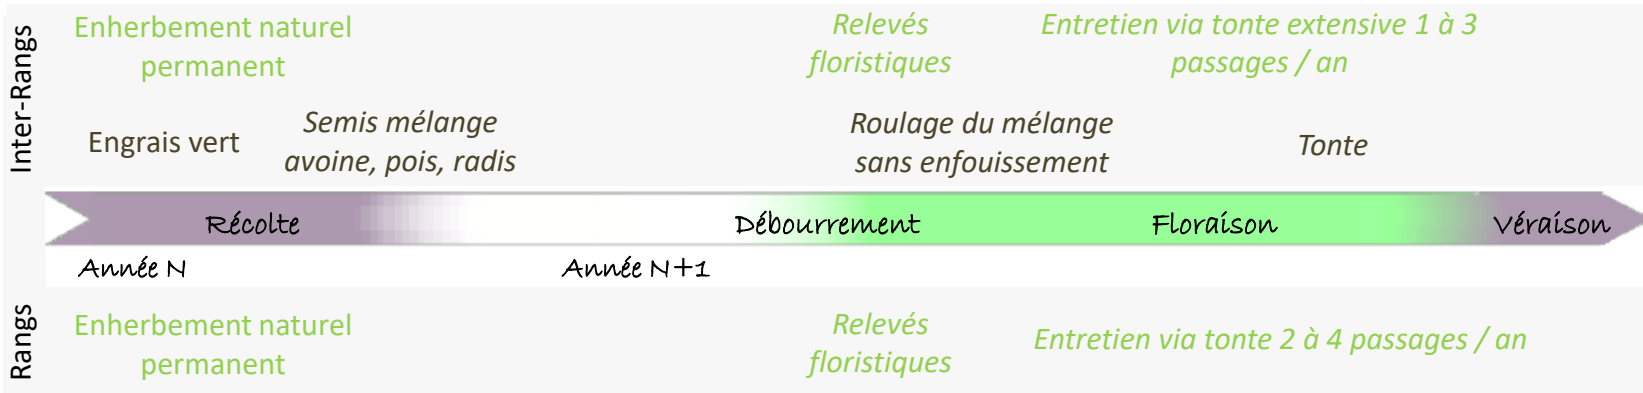 Inter-Rangs
Enherbement naturel
permanent
Relevés
floristiques
Entretien via tonte extensive 1 à 3
passages / an
Engrais vert
Semis mélange
avoine, pois, radis
Roulage du mélange
sans enfouissement
Tonte
Récolte
Débourrement
Floraison
Véraison
Année N
Année N+1
Rangs
Enherbement naturel
permanent
Relevés
floristiques
Entretien via tonte 2 à 4 passages / an